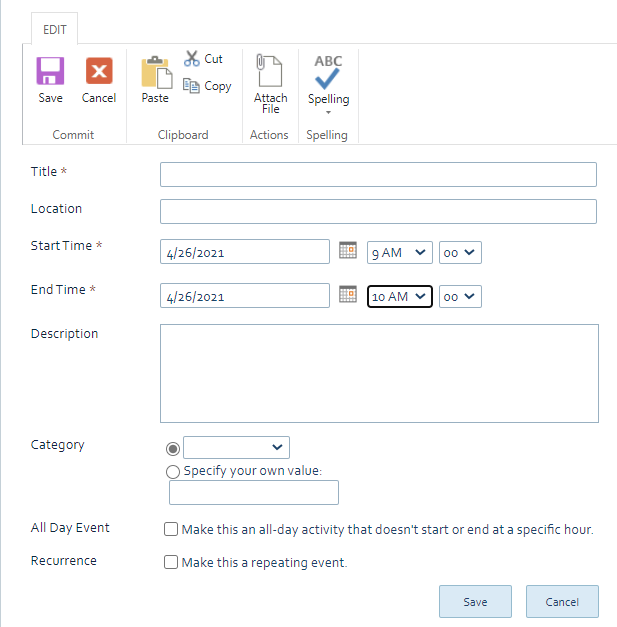 EDIT
Save Cancel Paste Cut Copy Attach File ABC Spelling
Commit Clipboard Actions Spelling
Title *
Location
Start Time * 4/26/2021 9 AM 00
End Time * 4/26/2021 10 AM 00
Description
Category
Specify your own value:
All Day Event Make this an all-day activity that doesn't start or end at a specific hour.
Recurrence Make this a repeating event.
Save Cancel